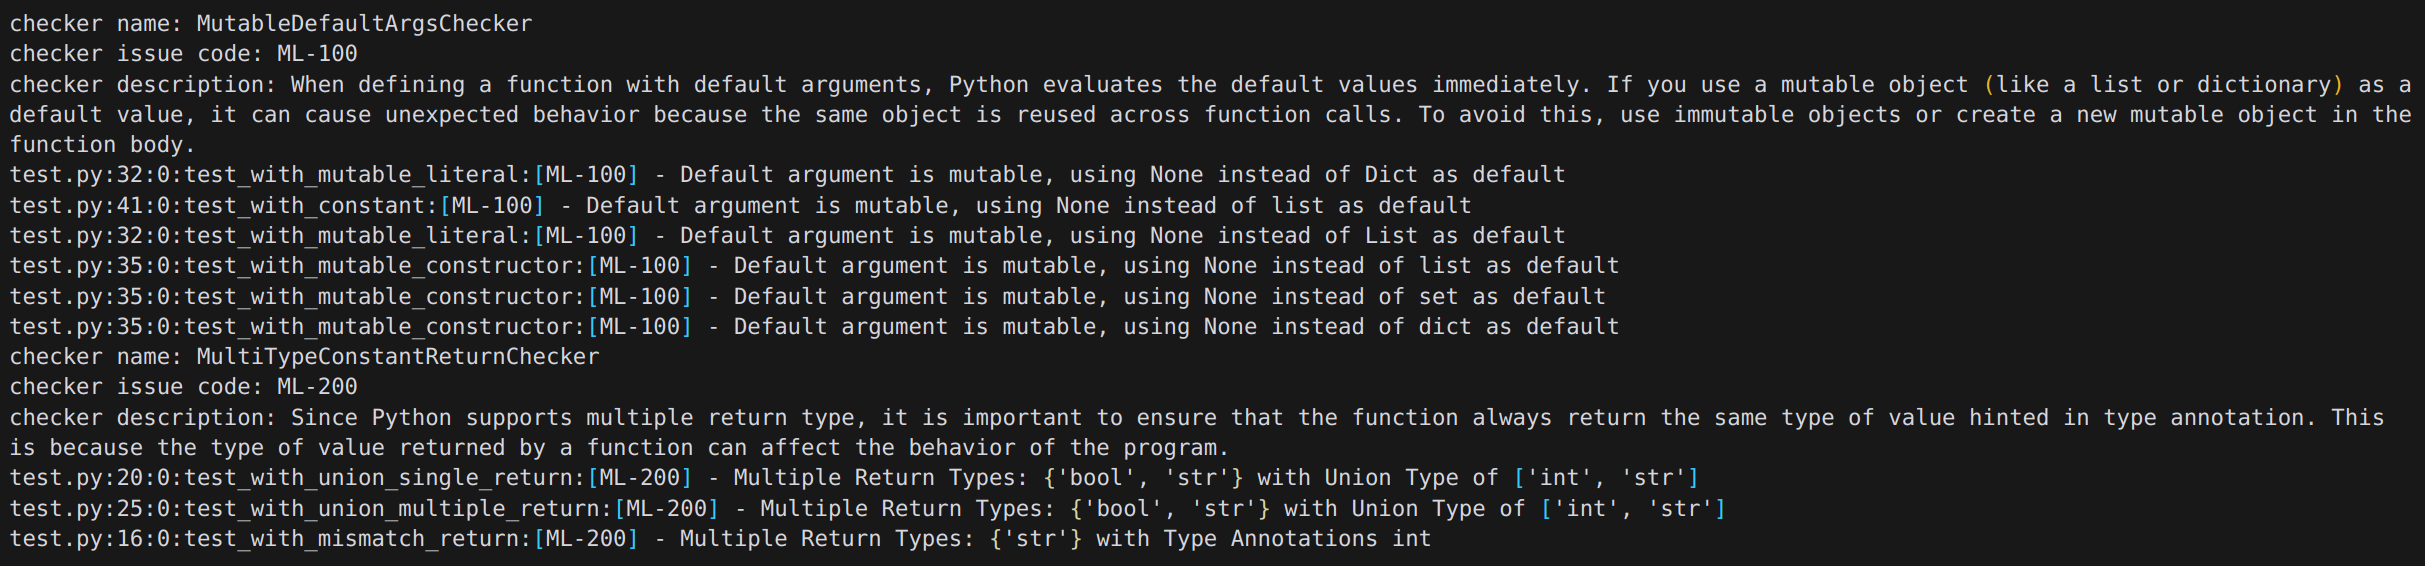 checker name: MutableDefaultArgsChecker
checker issue code: ML-100
checker description: When defining a function with default arguments, Python evaluates the default values immediately. If you use a mutable object (like a list or dictionary) as a
default value, it can cause unexpected behavior because the same object is reused across function calls. To avoid this, use immutable objects or create a new mutable object in the
function body.
test.py:32:0:test_with_mutable_literal:[ML-100] - Default argument is mutable, using None instead of Dict as default
test.py:41:0:test_with_constant:[ML-100] - Default argument is mutable, using None instead of list as default
test.py:32:0:test_with_mutable_literal:[ML-100] - Default argument is mutable, using None instead of List as default
test.py:35:0:test_with_mutable_constructor:[ML-100] - Default argument is mutable, using None instead of list as default
test.py:35:0:test_with_mutable_constructor:[ML-100] - Default argument is mutable, using None instead of set as default
test.py:35:0:test_with_mutable_constructor:[ML-100] - Default argument is mutable, using None instead of dict as default
checker name: MultiTypeConstantReturnChecker
checker issue code: ML-200
checker description: Since Python supports multiple return type, it is important to ensure that the function always return the same type of value hinted in type annotation. This
is because the type of value returned by a function can affect the behavior of the program.
test.py:20:0:test_with_union_single_return:[ML-200] - Multiple Return Types: {'bool', 'str'} with Union Type of ['int', 'str']
test.py:25:0:test_with_union_multiple_return:[ML-200] - Multiple Return Types: {'bool', 'str'} with Union Type of ['int', 'str']
test.py:16:0:test_with_mismatch_return:[ML-200] - Multiple Return Types: {'str'} with Type Annotations int